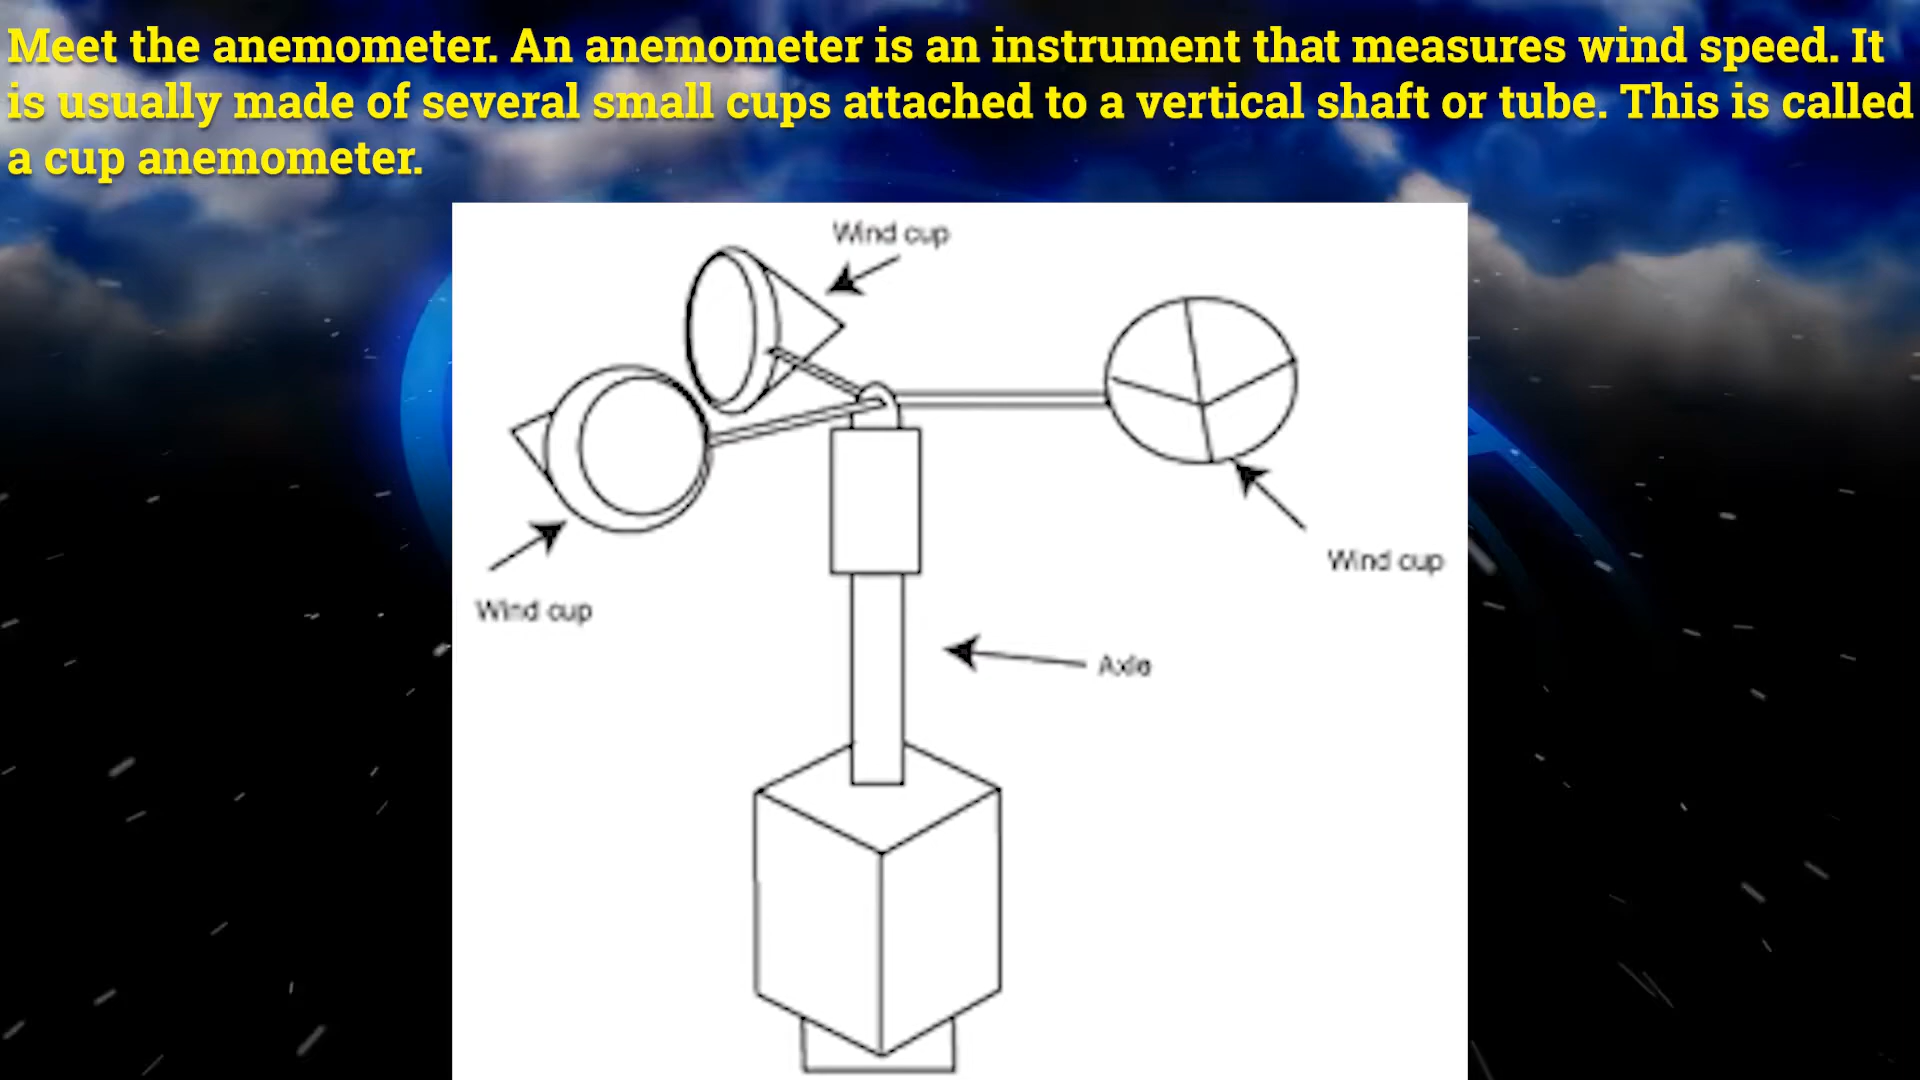 Meet the anemometer. An anemometer is an instrument that measures wind speed. It
is usually made of several small cups attached to a vertical shaft or tube. This is called
a cup anemometer.
Wind cup
Wind cup
Wind cup
Axle